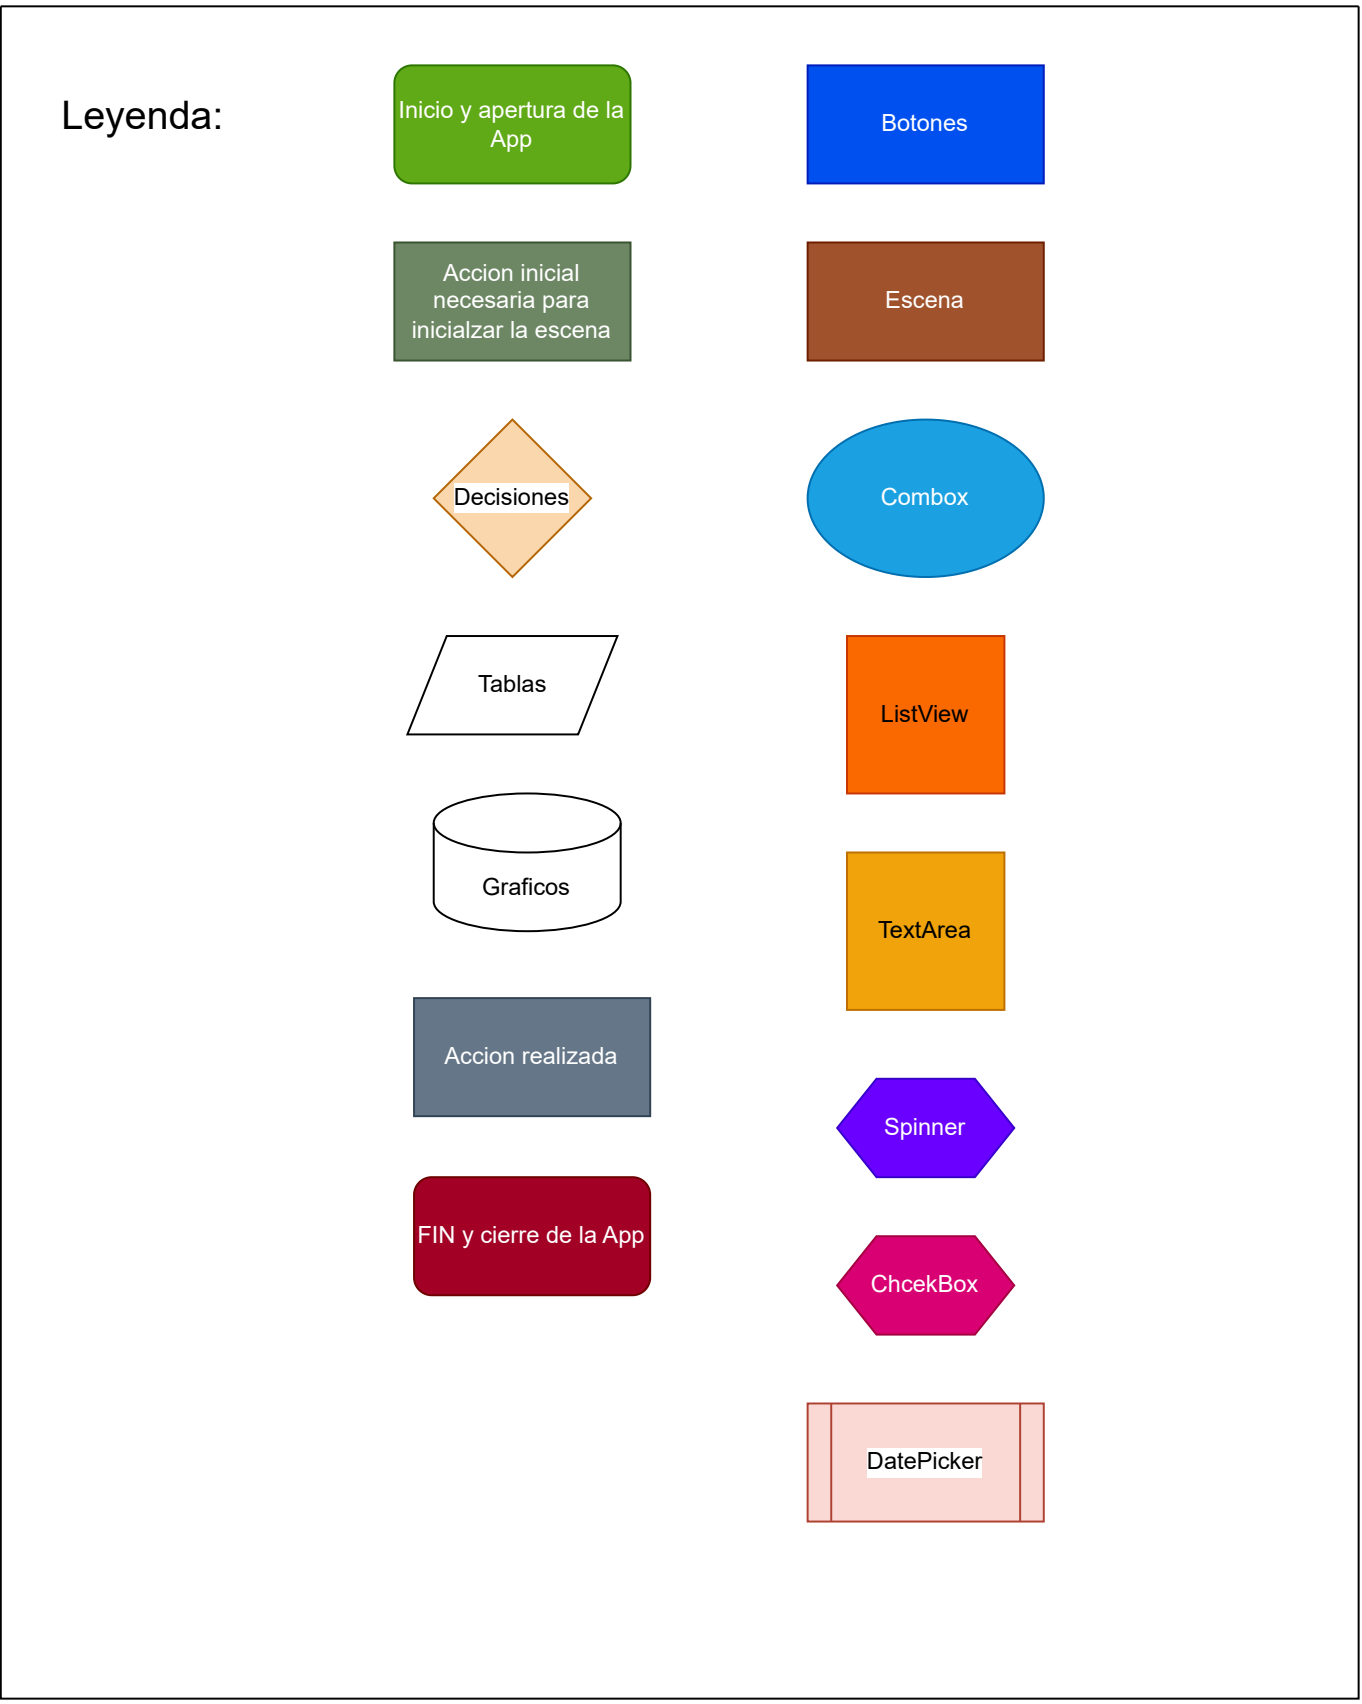 Leyenda:
Inicio y apertura de la
App
Botones
Accion inicial
necesaria para
inicialzar la escena
Escena
Decisiones
Combox
Tablas
ListView
Graficos
TextArea
Accion realizada
Spinner
FIN y cierre de la App
ChcekBox
DatePicker